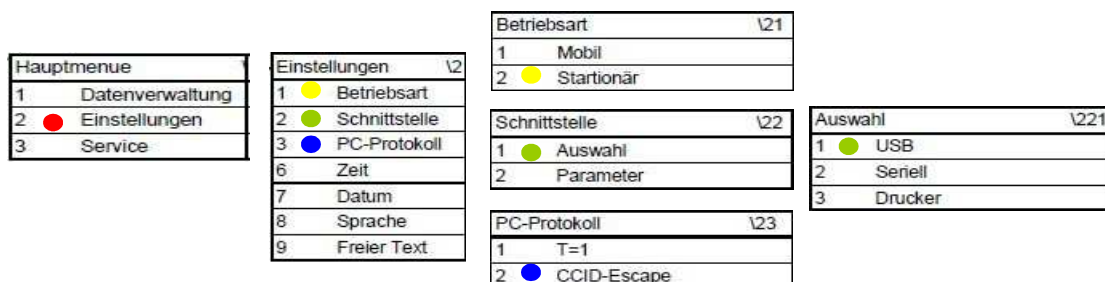 Hauptmenue \
1 Datenverwaltung
2 Einstellungen
3 Service
Einstellungen \2
1 Betriebsart
2 Schnittstelle
3 PC-Protokoll
6 Zeit
7 Datum
8 Sprache
9 Freier Text
Betriebsart \21
1 Mobil
2 Startionär
Schnittstelle \22
1 Auswahl
2 Parameter
PC-Protokoll \23
1 T=1
2 CCID-Escape
Auswahl \221
1 USB
2 Seriell
3 Drucker